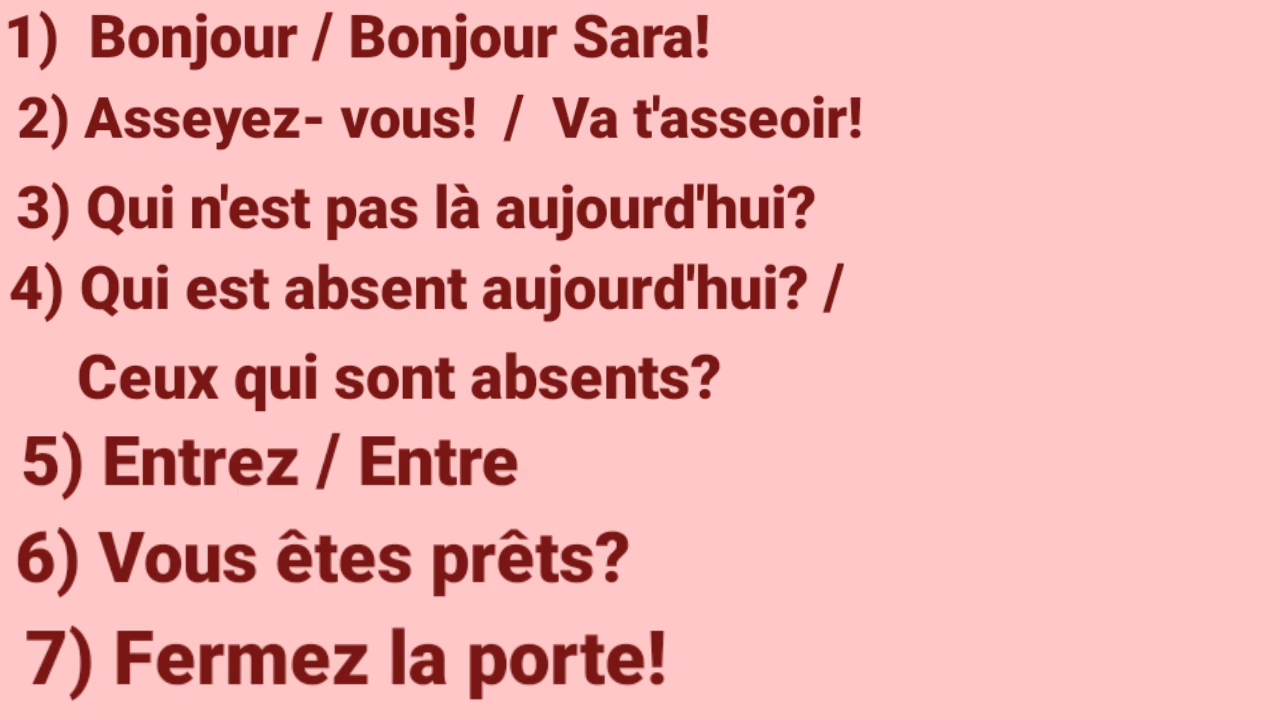 1) Bonjour / Bonjour Sara!
2) Asseyez- vous! / Va t'asseoir!
3) Qui n'est pas là aujourd'hui?
4) Qui est absent aujourd'hui? /
Ceux qui sont absents?
5) Entrez / Entre
6) Vous êtes prêts?
7) Fermez la porte!